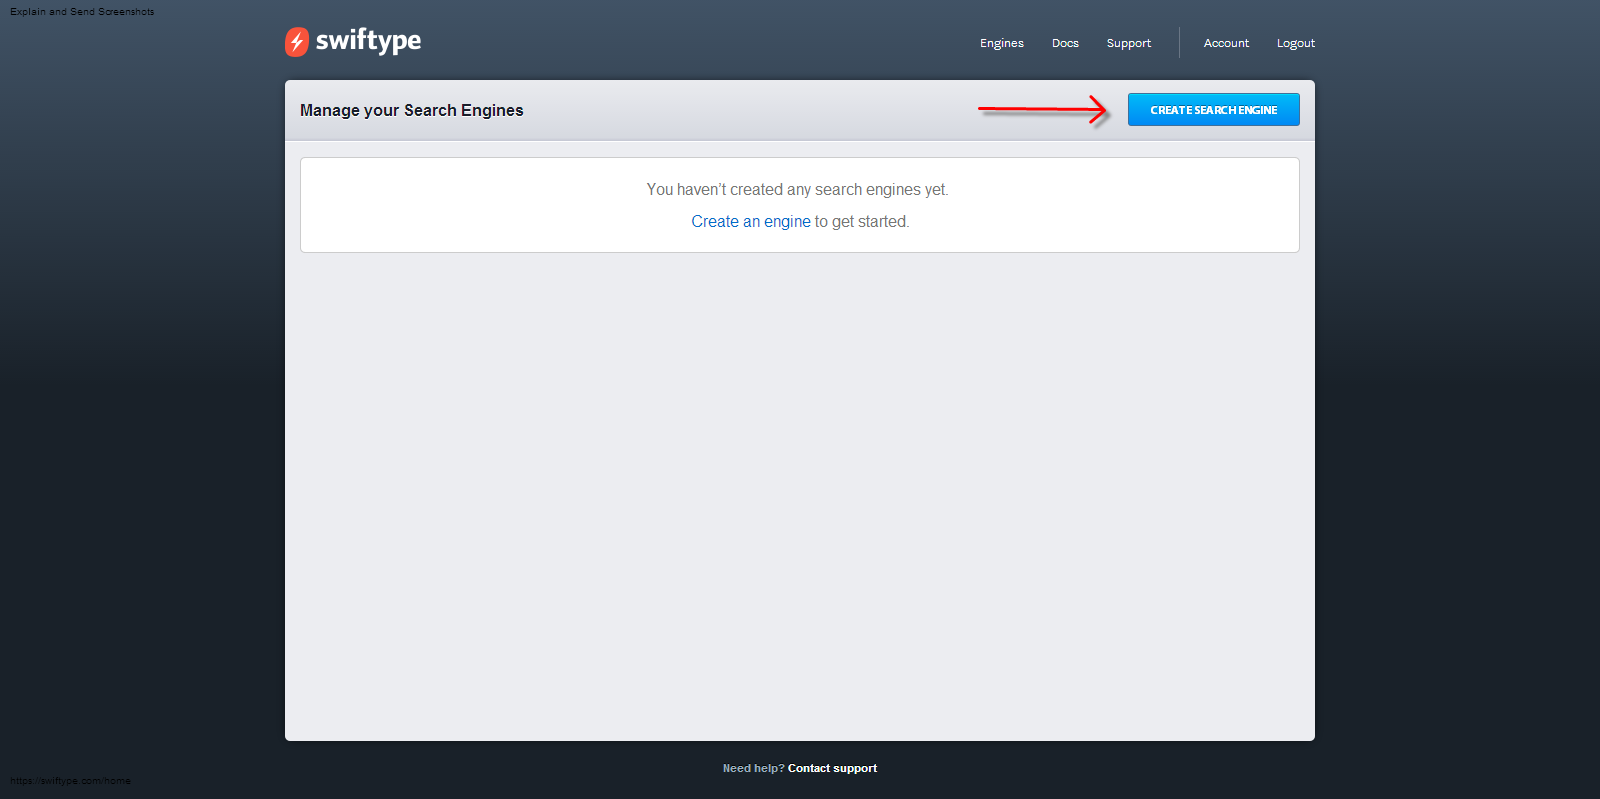 Explain and Send Screenshots
swiftype
Engines Docs Support Account Logout
Manage your Search Engines
CREATE SEARCH ENGINE
You haven’t created any search engines yet.
Create an engine to get started.
Need help? Contact support
https://swiftype.com/home